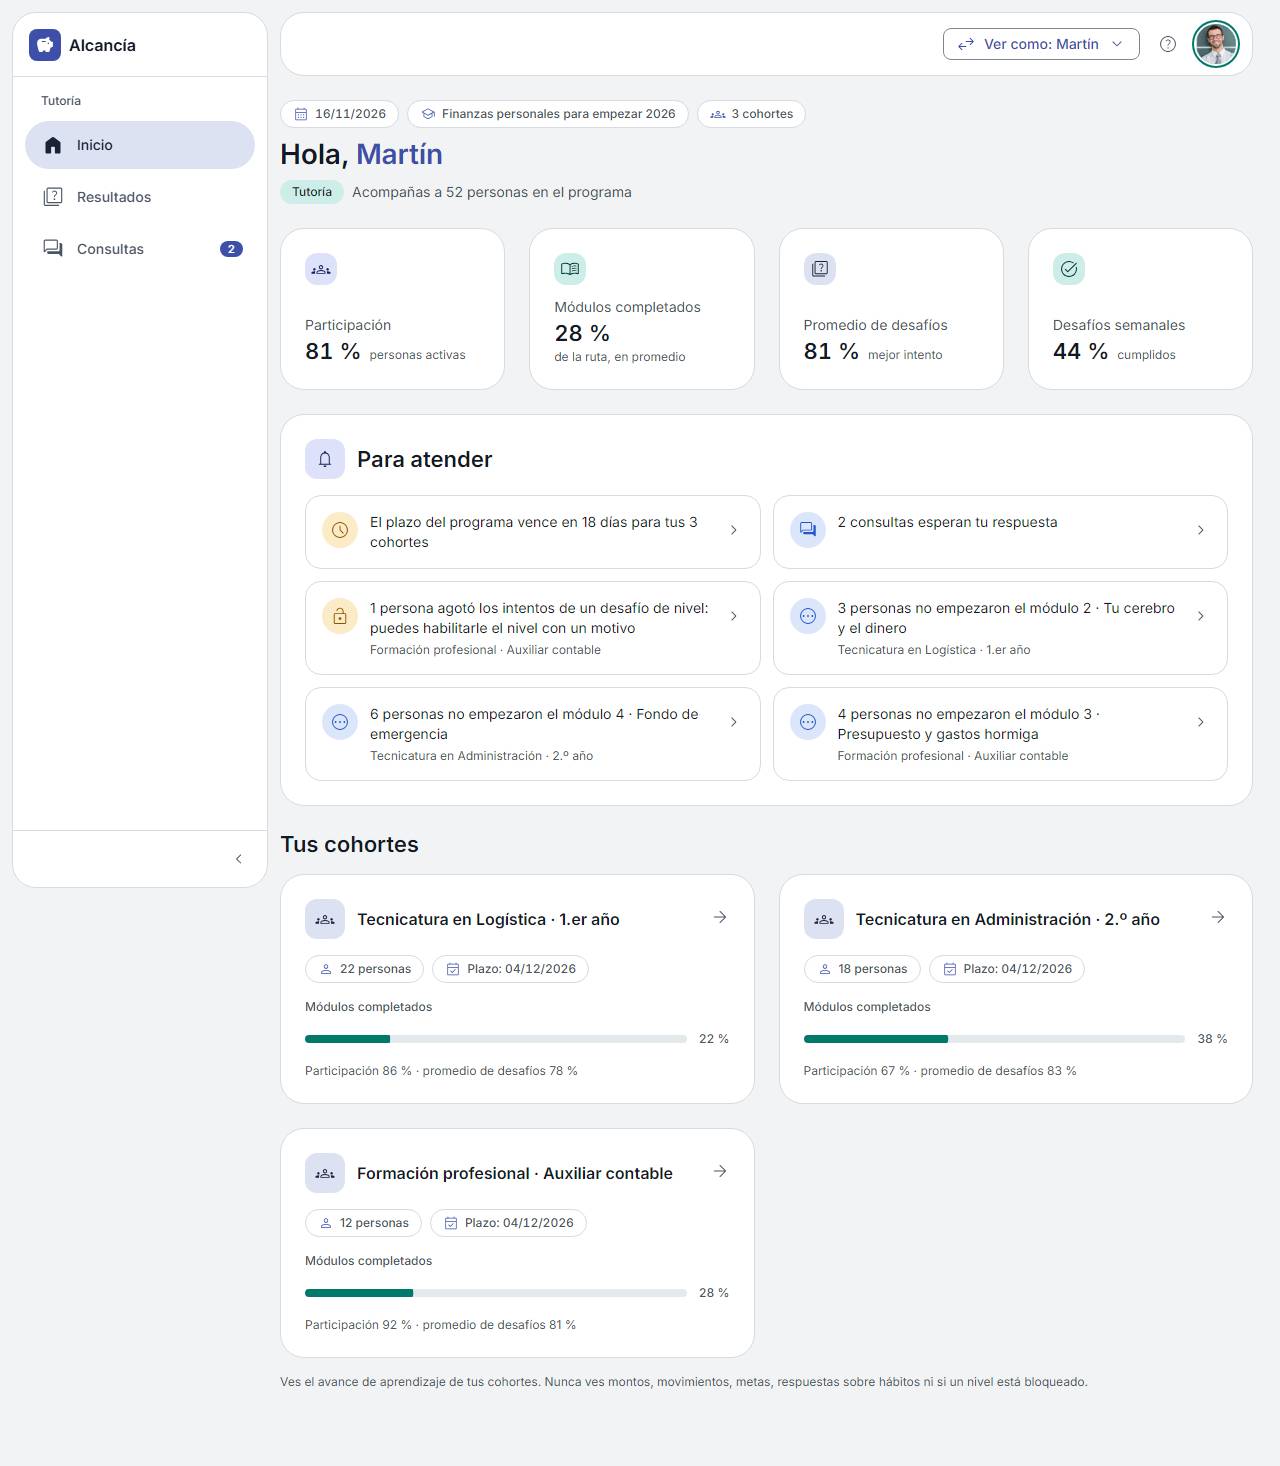 Alcancía
Ver como: Martín
Tutoría
Inicio
Resultados
Consultas
2
16/11/2026
Finanzas personales para empezar 2026
3 cohortes
Hola, Martín
Tutoría
Acompañas a 52 personas en el programa
Participación
81 % personas activas
Módulos completados
28 %
de la ruta, en promedio
Promedio de desafíos
81 % mejor intento
Desafíos semanales
44 % cumplidos
Para atender
El plazo del programa vence en 18 días para tus 3
cohortes
2 consultas esperan tu respuesta
1 persona agotó los intentos de un desafío de nivel:
puedes habilitarle el nivel con un motivo
Formación profesional · Auxiliar contable
3 personas no empezaron el módulo 2 · Tu cerebro
y el dinero
Tecnicatura en Logística · 1.er año
6 personas no empezaron el módulo 4 · Fondo de
emergencia
Tecnicatura en Administración · 2.º año
4 personas no empezaron el módulo 3 ·
Presupuesto y gastos hormiga
Formación profesional · Auxiliar contable
Tus cohortes
Tecnicatura en Logística · 1.er año
22 personas
Plazo: 04/12/2026
Módulos completados
22 %
Participación 86 % · promedio de desafíos 78 %
Tecnicatura en Administración · 2.º año
18 personas
Plazo: 04/12/2026
Módulos completados
38 %
Participación 67 % · promedio de desafíos 83 %
Formación profesional · Auxiliar contable
12 personas
Plazo: 04/12/2026
Módulos completados
28 %
Participación 92 % · promedio de desafíos 81 %
Ves el avance de aprendizaje de tus cohortes. Nunca ves montos, movimientos, metas, respuestas sobre hábitos ni si un nivel está bloqueado.